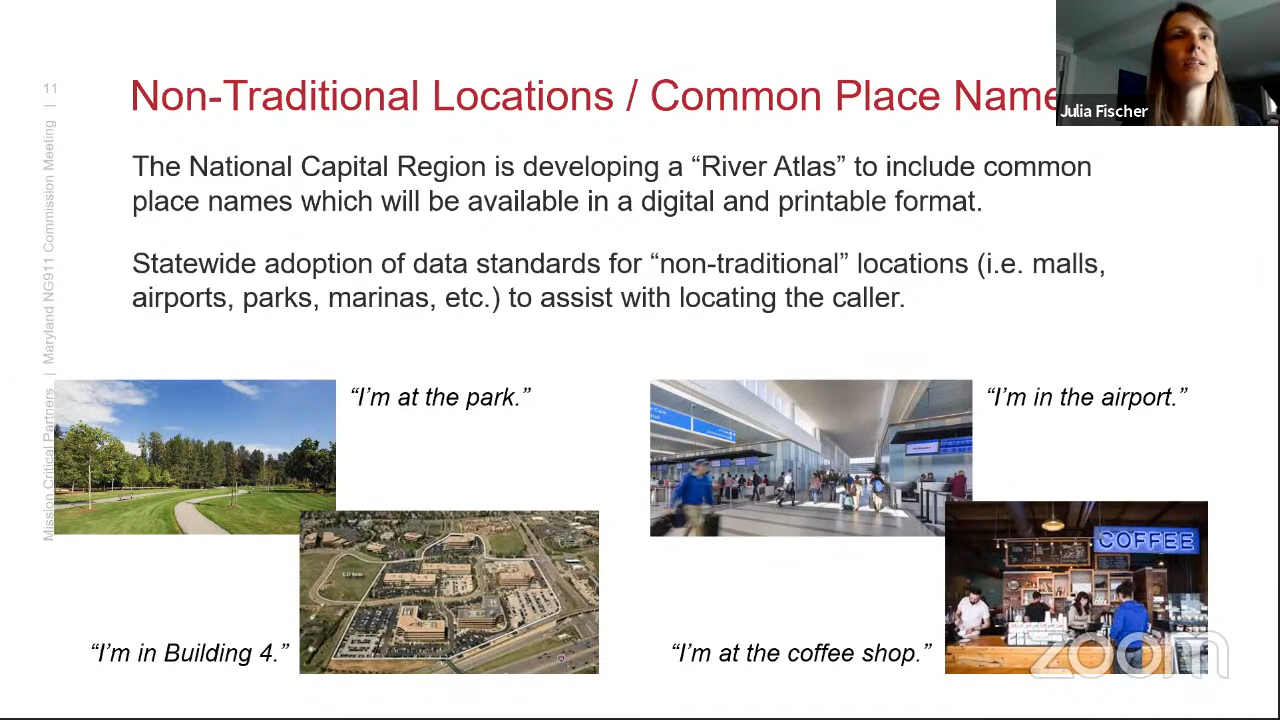 Non-Traditional Locations / Common Place Name
Julia Fischer
The National Capital Region is developing a “River Atlas” to include common
place names which will be available in a digital and printable format.
Statewide adoption of data standards for “non-traditional” locations (i.e. malls,
airports, parks, marinas, etc.) to assist with locating the caller.
“I’m at the park.”
“I’m in the airport.”
COFFEE
“I’m in Building 4.”
“I’m at the coffee shop.”
zoom
Mission Critical Partners | Maryland NG911 Commission Meeting | 11